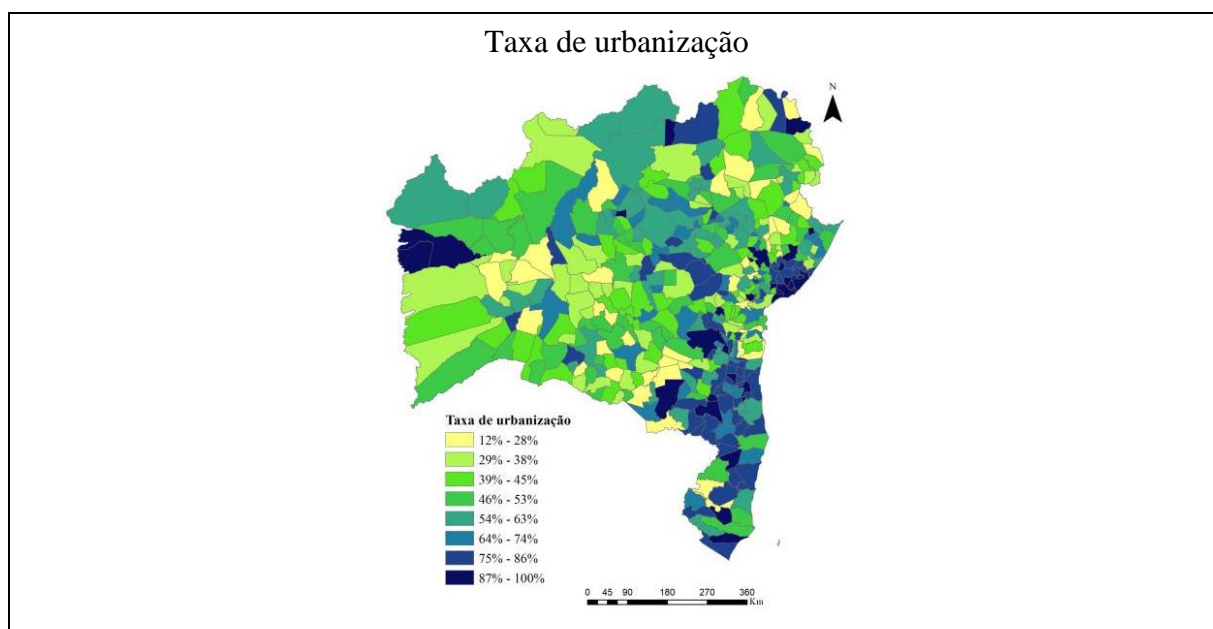 Taxa de urbanização
N
Taxa de urbanização
12% - 28%
29% - 38%
39% - 45%
46% - 53%
54% - 63%
64% - 74%
75% - 86%
87% - 100%
0 45 90 180 270 360
Km